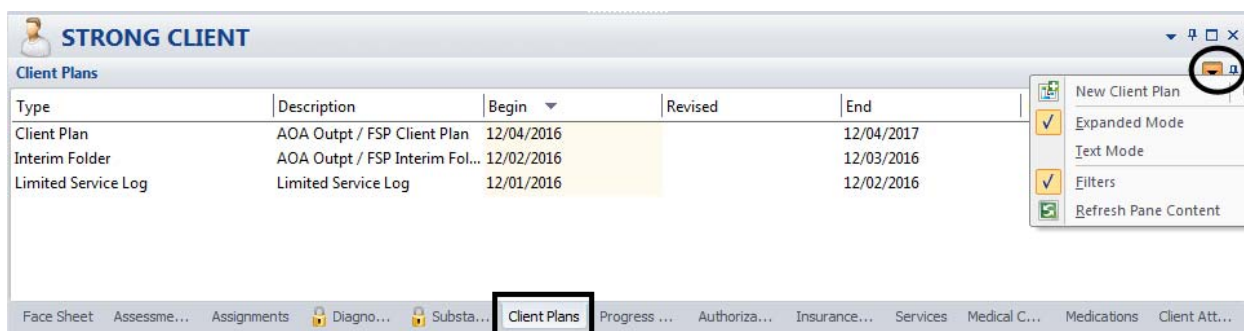 STRONG CLIENT
Client Plans
Type Description Begin Revised End
Client Plan AOA Outpt / FSP Client Plan 12/04/2016 12/04/2017
Interim Folder AOA Outpt / FSP Interim Fol... 12/02/2016 12/03/2016
Limited Service Log Limited Service Log 12/01/2016 12/02/2016
New Client Plan
Expanded Mode
Text Mode
Filters
Refresh Pane Content
Face Sheet Assessme... Assignments Diagno... Substa... Client Plans Progress ... Authoriza... Insurance... Services Medical C... Medications Client Att...